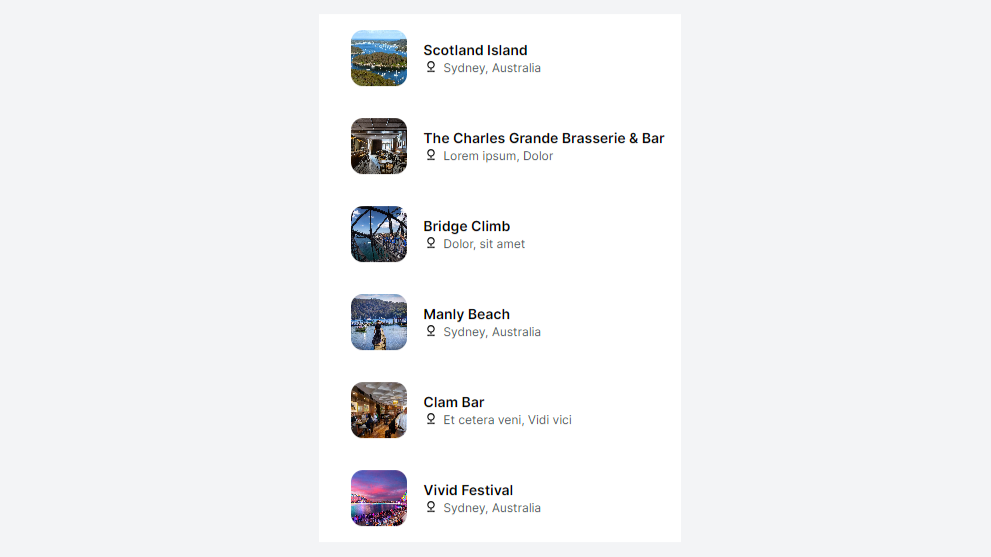 Scotland Island
Sydney, Australia
The Charles Grande Brasserie & Bar
Lorem ipsum, Dolor
Bridge Climb
Dolor, sit amet
Manly Beach
Sydney, Australia
Clam Bar
Et cetera veni, Vidi vici
Vivid Festival
Sydney, Australia